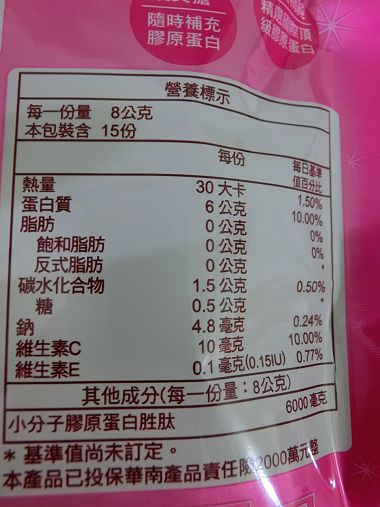 隨時補充
膠原蛋白
級膠原蛋白
營養標示
每一份量 8公克
本包裝含 15份
每份 每日基準值百分比
熱量 30 大卡 1.50%
蛋白質 6 公克 10.00%
脂肪 0 公克 0%
飽和脂肪 0 公克 0%
反式脂肪 0 公克 *
碳水化合物 1.5 公克 0.50%
糖 0.5 公克 *
鈉 4.8 毫克 0.24%
維生素C 10 毫克 10.00%
維生素E 0.1 毫克(0.15IU) 0.77%
其他成分(每一份量：8公克)
小分子膠原蛋白胜肽 6000 毫克
* 基準值尚未訂定。
本產品已投保華南產品責任險2000萬元整